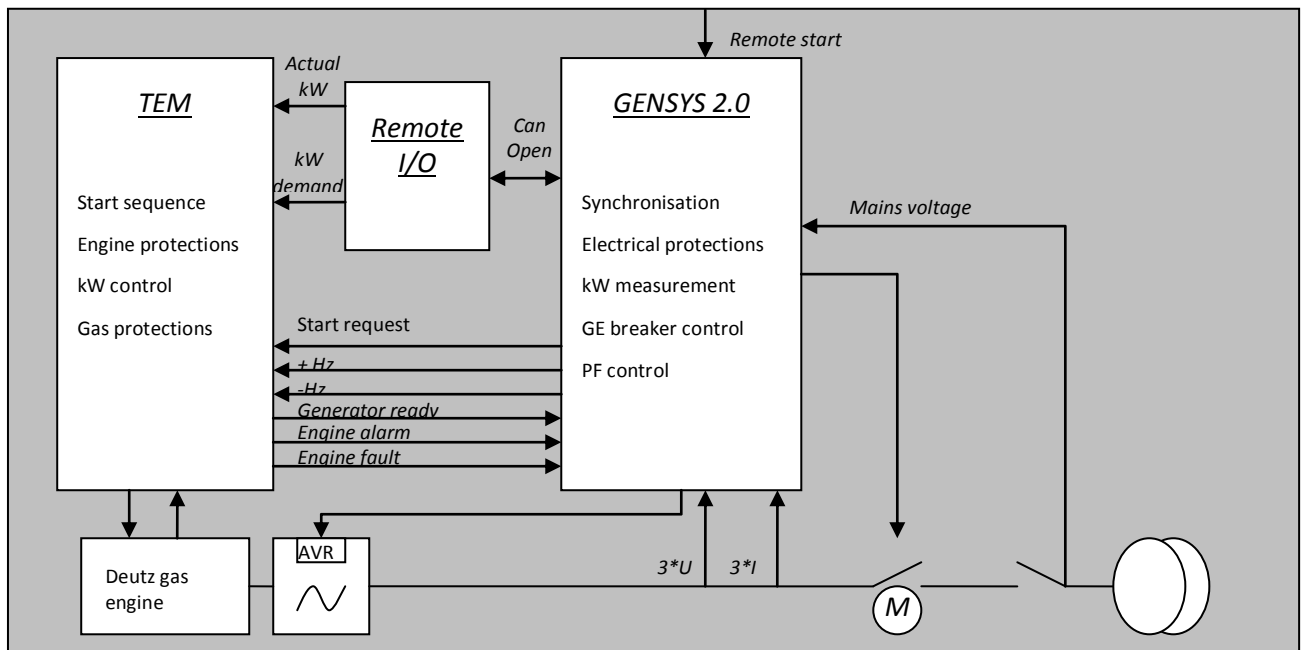 Remote start
TEM
Start sequence
Engine protections
kW control
Gas protections
Actual
kW
kW
demand
Remote
I/O
Can
Open
GENSYS 2.0
Synchronisation
Electrical protections
kW measurement
GE breaker control
PF control
Mains voltage
Start request
+ Hz
-Hz
Generator ready
Engine alarm
Engine fault
Deutz gas
engine
AVR
3*U
3*I
M